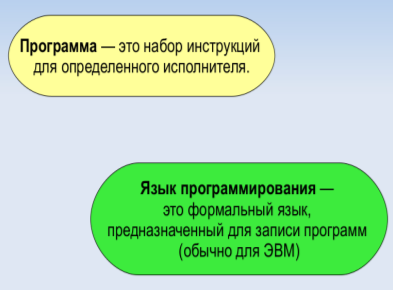 Программа — это набор инструкций
для определенного исполнителя.
Язык программирования —
это формальный язык,
предназначенный для записи программ
(обычно для ЭВМ)